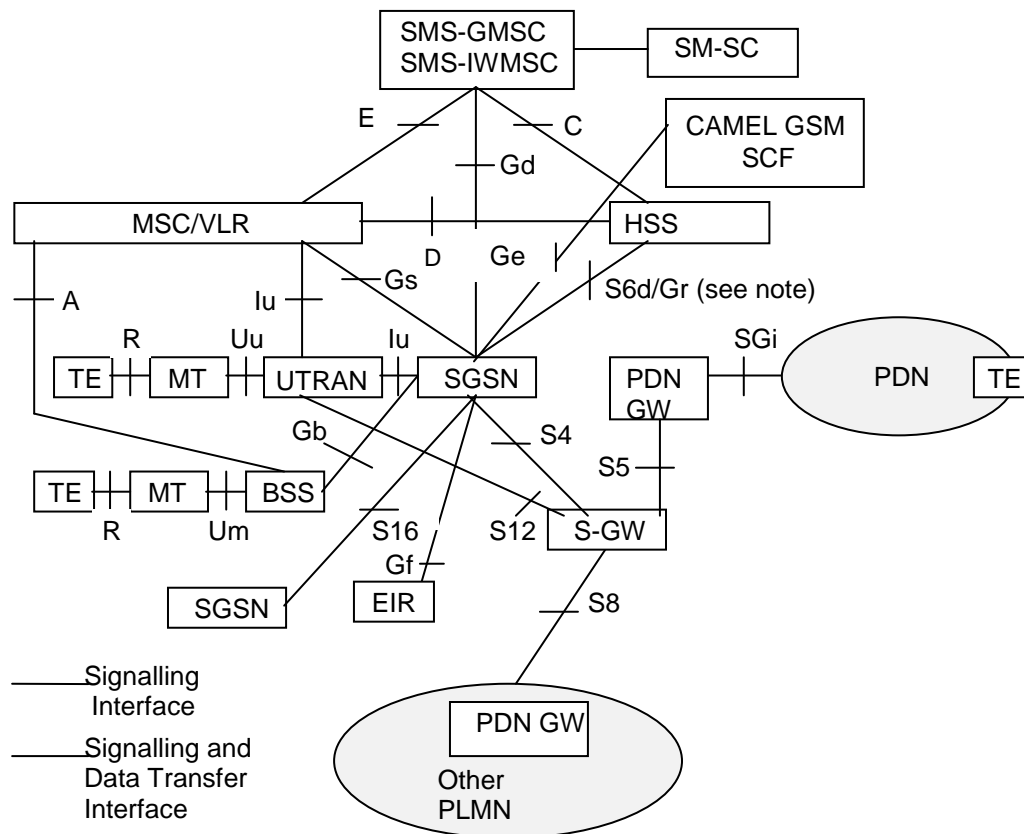 SMS-GMSC
SMS-IWMSC
SM-SC
E
C
CAMEL GSM
SCF
Gd
MSC/VLR
HSS
D
Ge
Gs
S6d/Gr (see note)
A
Iu
R
Uu
Iu
SGi
TE
MT
UTRAN
SGSN
PDN
GW
PDN
TE
Gb
S4
S5
TE
MT
BSS
R
Um
S16
S12
S-GW
Gf
SGSN
EIR
S8
Signalling
Interface
Signalling and
Data Transfer
Interface
PDN GW
Other
PLMN